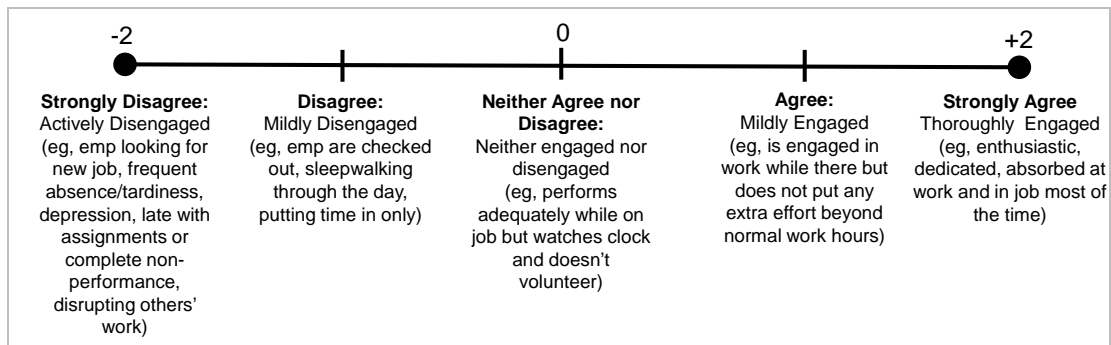 -2
0
+2
Strongly Disagree:
Actively Disengaged
(eg, emp looking for
new job, frequent
absence/tardiness,
depression, late with
assignments or
complete non-
performance,
disrupting others’
work)
Disagree:
Mildly Disengaged
(eg, emp are checked
out, sleepwalking
through the day,
putting time in only)
Neither Agree nor
Disagree:
Neither engaged nor
disengaged
(eg, performs
adequately while on
job but watches clock
and doesn’t
volunteer)
Agree:
Mildly Engaged
(eg, is engaged in
work while there but
does not put any
extra effort beyond
normal work hours)
Strongly Agree
Thoroughly Engaged
(eg, enthusiastic,
dedicated, absorbed at
work and in job most of
the time)